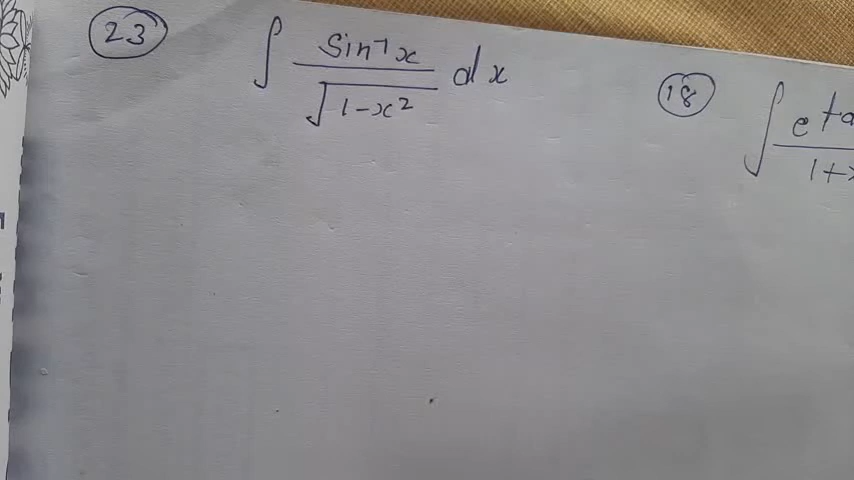 23 ∫ sin⁻¹x / √1-x² dx
18 ∫ e ta / 1+x